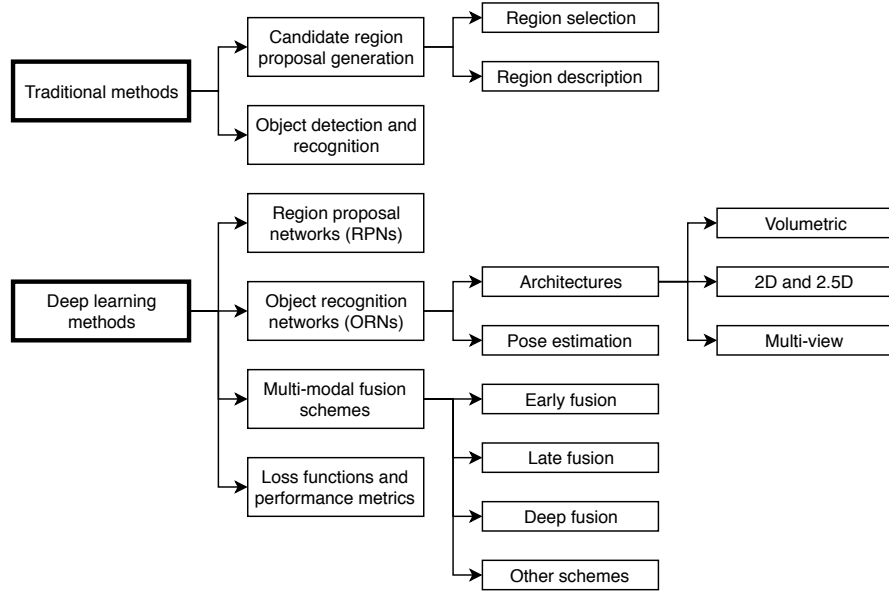 Traditional methods
Candidate region
proposal generation
Region selection
Region description
Object detection and
recognition
Deep learning
methods
Region proposal
networks (RPNs)
Object recognition
networks (ORNs)
Architectures
Volumetric
2D and 2.5D
Multi-view
Pose estimation
Multi-modal fusion
schemes
Early fusion
Late fusion
Deep fusion
Other schemes
Loss functions and
performance metrics